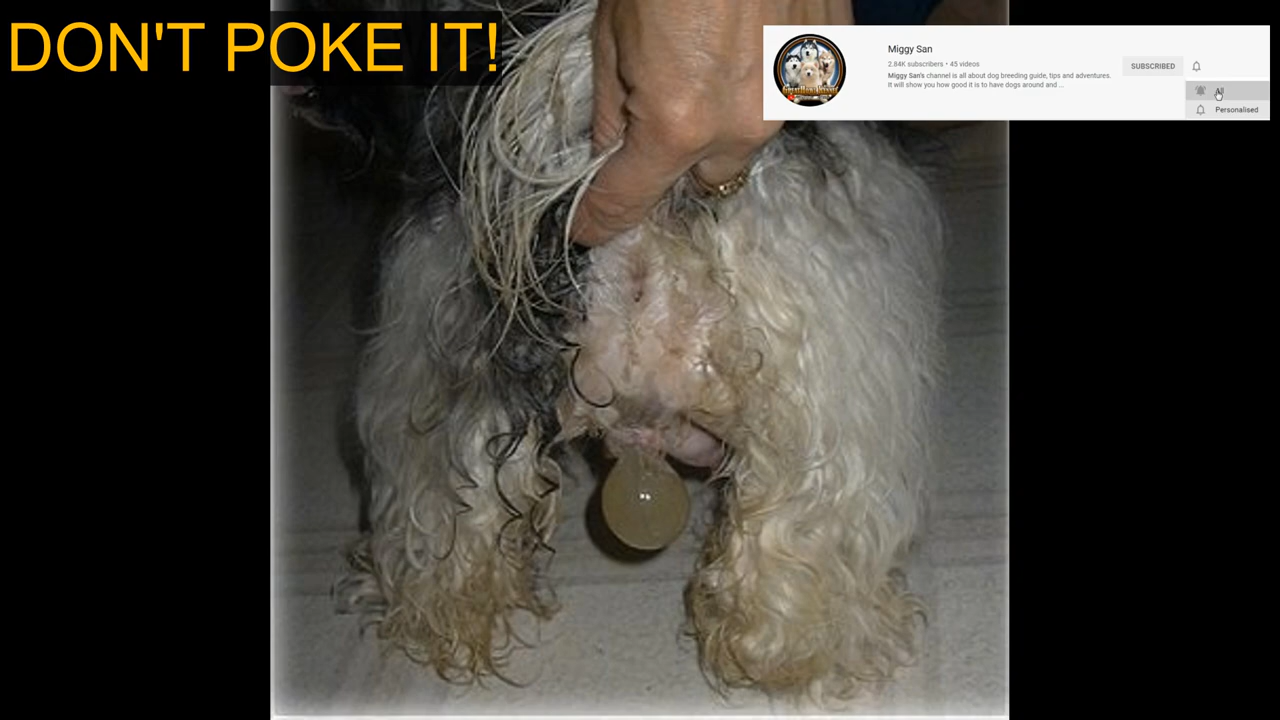 DON'T POKE IT!
Miggy San
2.84K subscribers • 45 videos
Miggy San's channel is all about dog breeding guide, tips and adventures.
It will show you how good it is to have dogs around and ...
SUBSCRIBED
All
Personalised